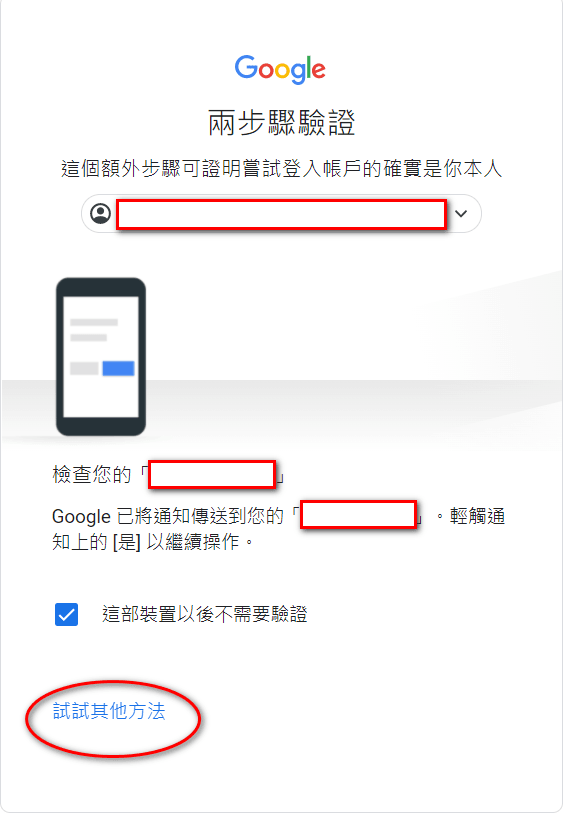 Google
兩步驟驗證
這個額外步驟可證明嘗試登入帳戶的確實是你本人
檢查您的「 」
Google 已將通知傳送到您的「 」。輕觸通
知上的 [是] 以繼續操作。
這部裝置以後不需要驗證
試試其他方法